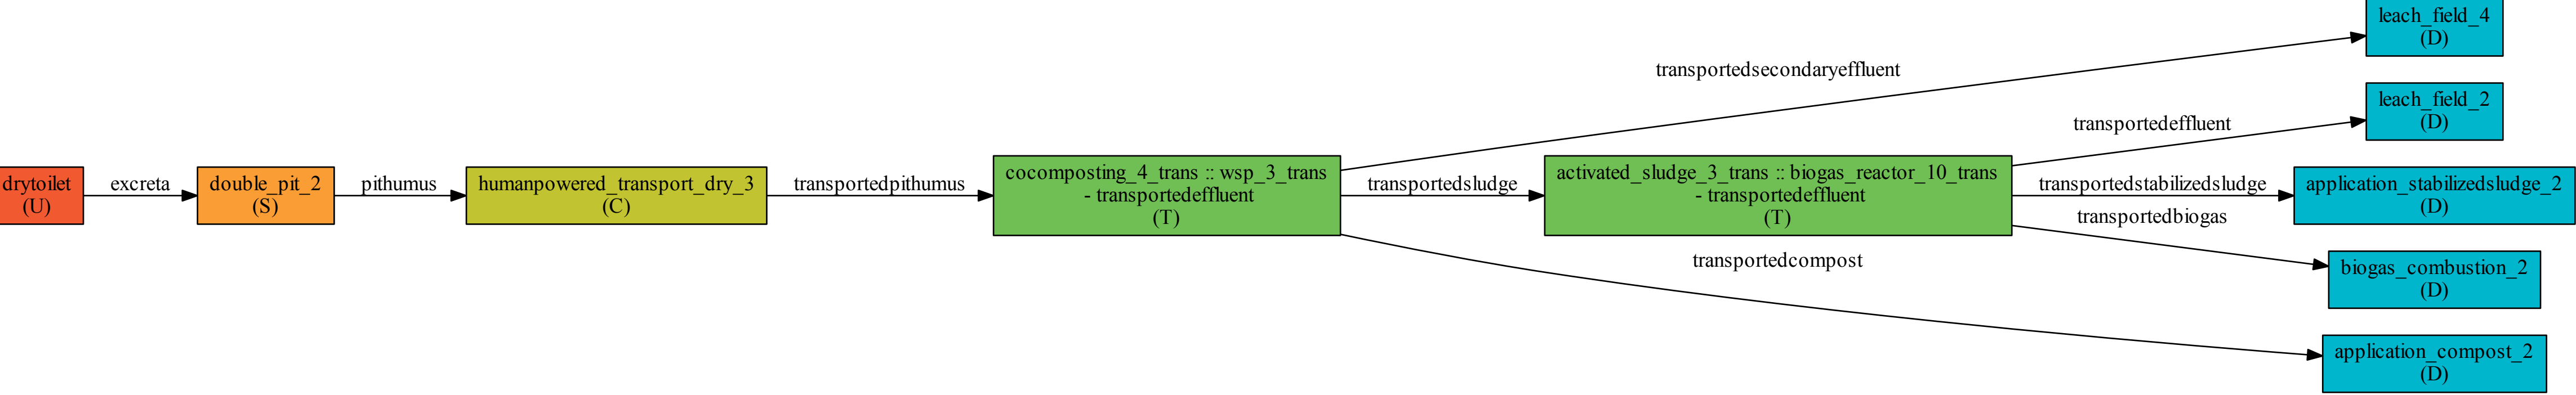 drytoilet
(U)
excreta
double_pit_2
(S)
pithumus
humanpowered_transport_dry_3
(C)
transportedpithumus
cocomposting_4_trans :: wsp_3_trans
- transportedeffluent
(T)
transportedsecondaryeffluent
transportedsludge
transportedcompost
activated_sludge_3_trans :: biogas_reactor_10_trans
- transportedeffluent
(T)
transportedeffluent
transportedstabilizedsludge
transportedbiogas
leach_field_4
(D)
leach_field_2
(D)
application_stabilizedsludge_2
(D)
biogas_combustion_2
(D)
application_compost_2
(D)